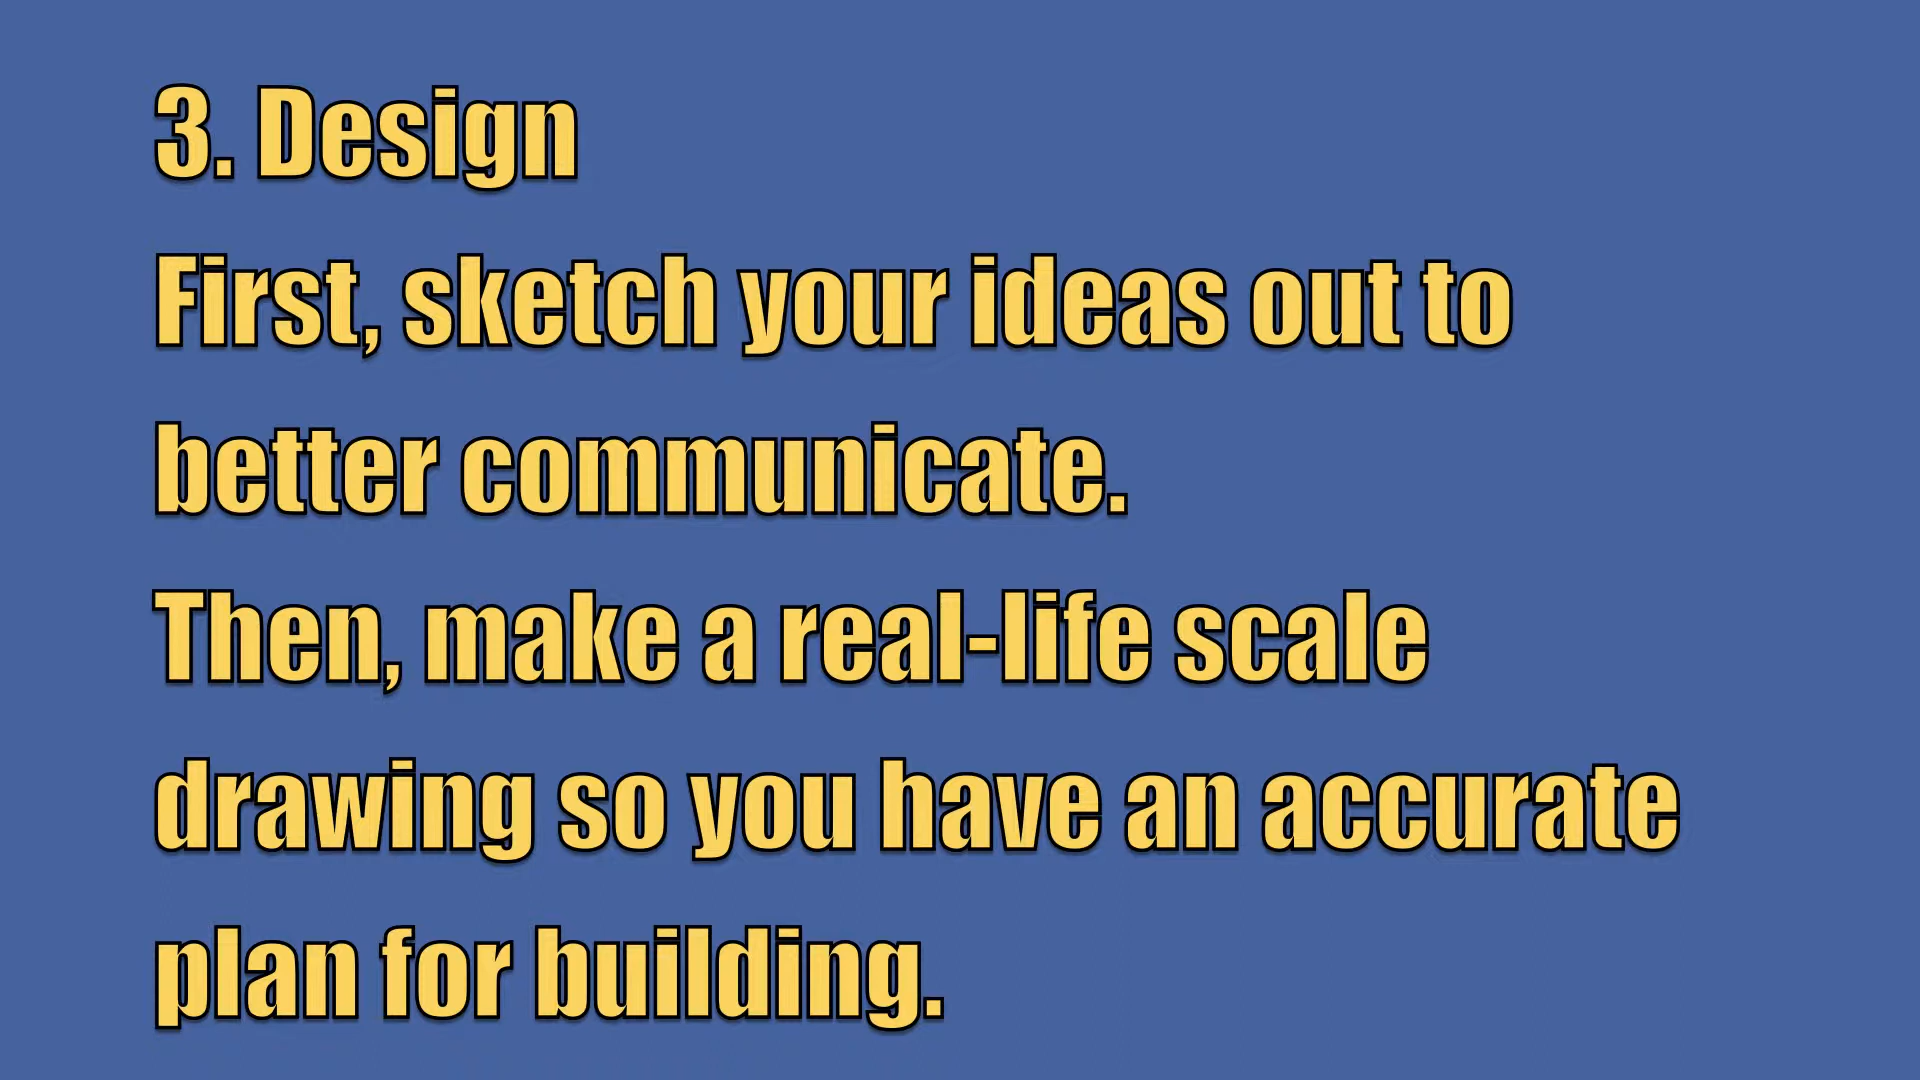 3. Design
First, sketch your ideas out to
better communicate.
Then, make a real-life scale
drawing so you have an accurate
plan for building.